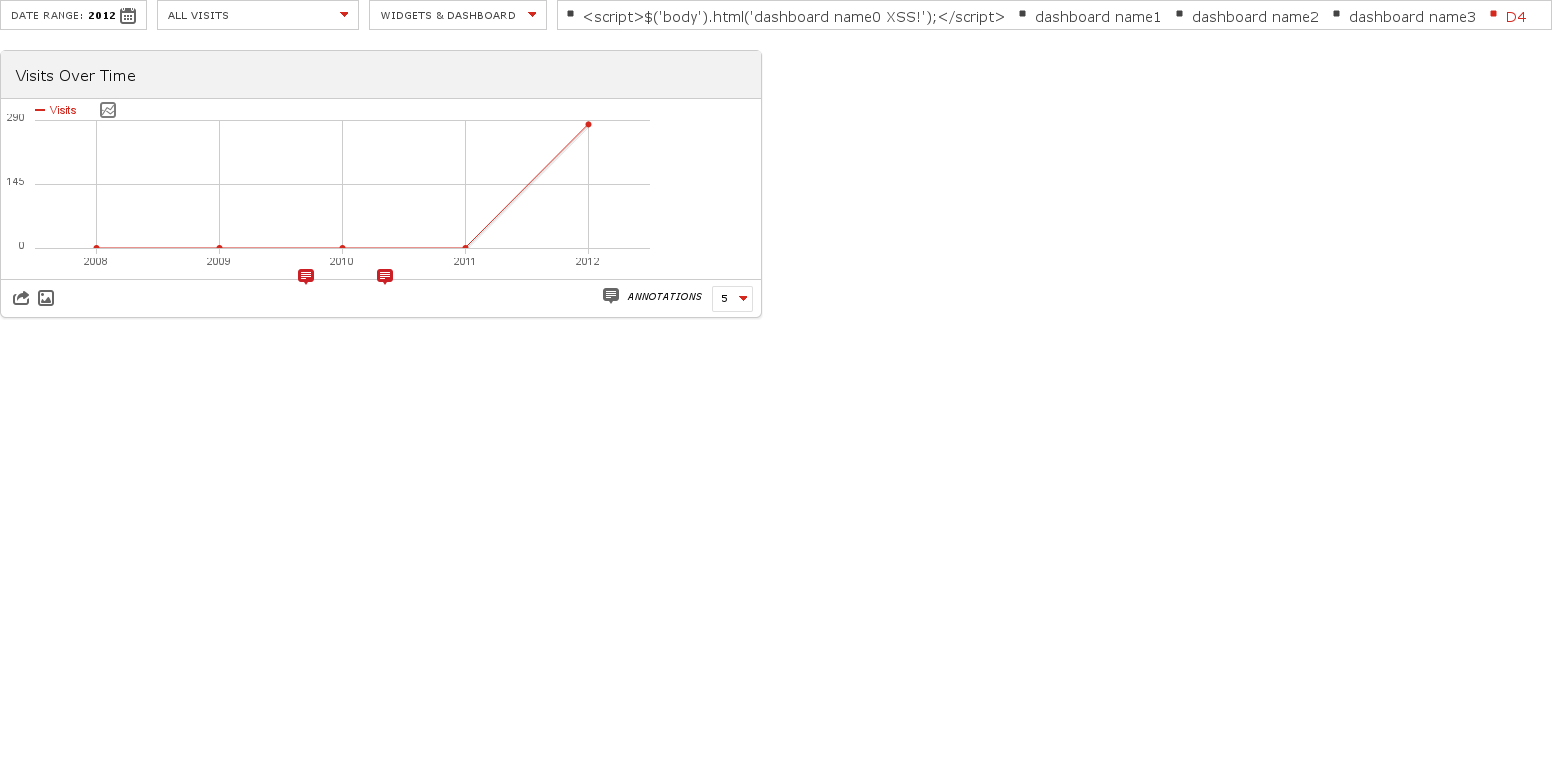 DATE RANGE: 2012
ALL VISITS
WIDGETS & DASHBOARD
<script>$('body').html('dashboard name0 XSS!');</script> dashboard name1 dashboard name2 dashboard name3 D4
Visits Over Time
Visits
290
145
0
2008 2009 2010 2011 2012
ANNOTATIONS 5